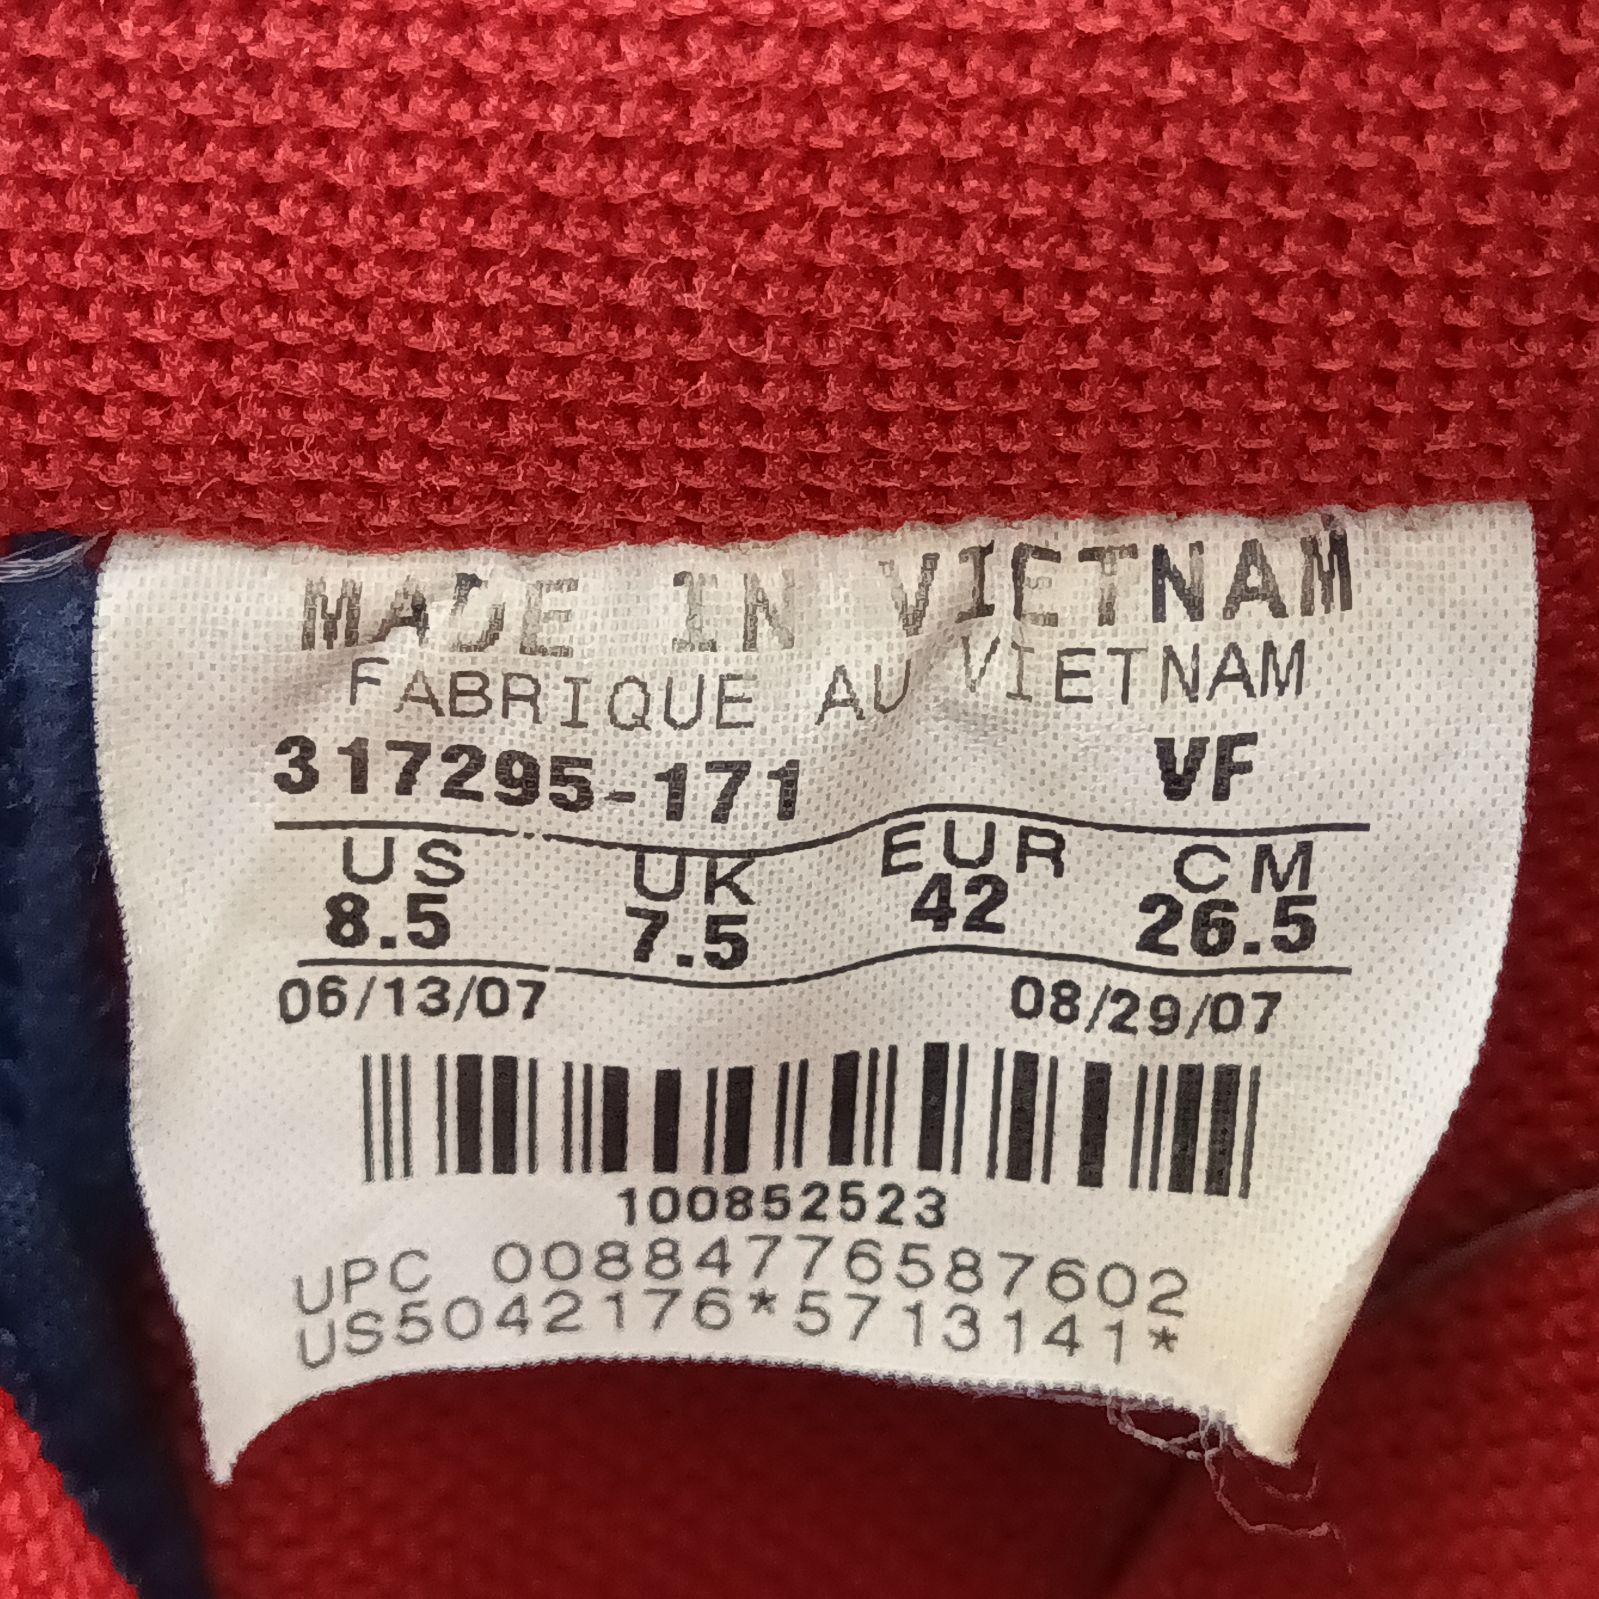 MADE IN VIETNAM
FABRIQUE AU VIETNAM
317295-171 VF
US UK EUR CM
8.5 7.5 42 26.5
06/13/07 08/29/07
100852523
UPC 00884776587602
US5042176*5713141*